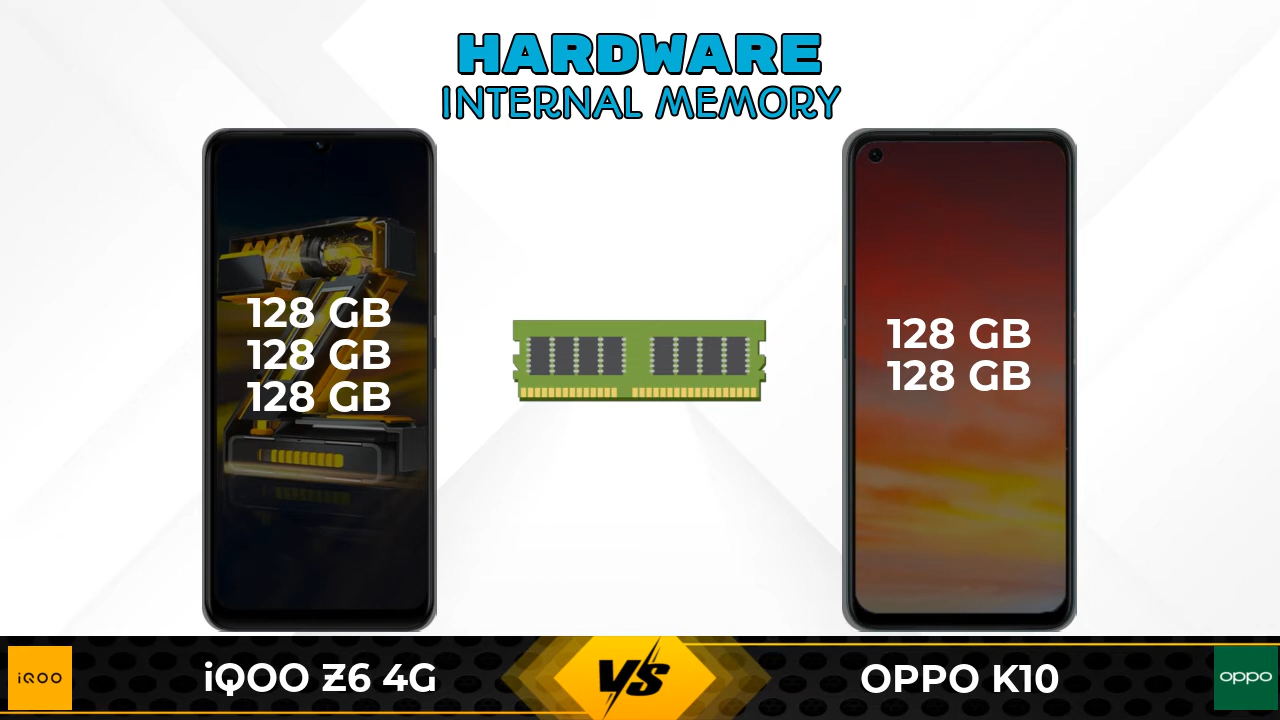 HARDWARE
INTERNAL MEMORY
128 GB
128 GB
128 GB
128 GB
128 GB
iQOO
iQOO Z6 4G
VS
OPPO K10
oppo